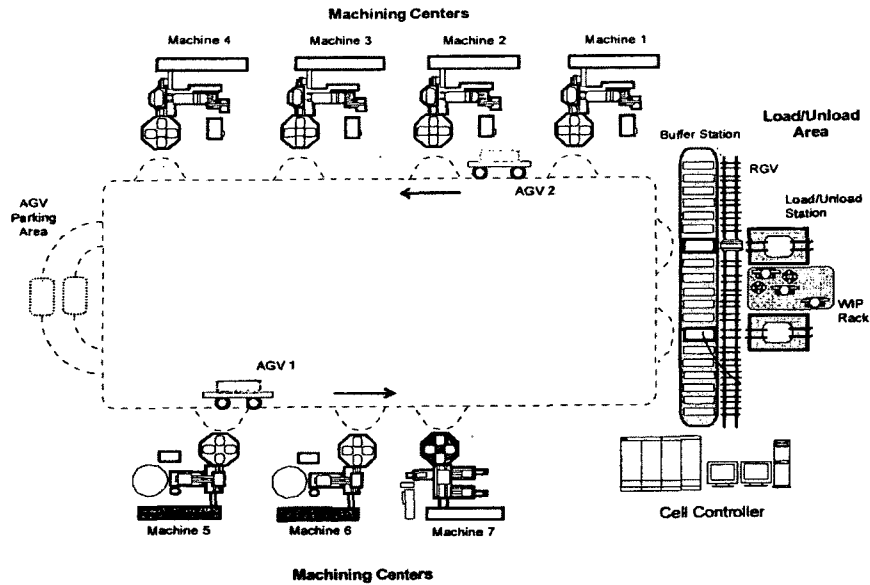 Machining Centers
Machine 4
Machine 3
Machine 2
Machine 1
Load/Unload
Area
Buffer Station
RGV
Load/Unload
Station
AGV 2
AGV
Parking
Area
WIP
Rack
AGV 1
Machine 5
Machine 6
Machine 7
Cell Controller
Machining Centers